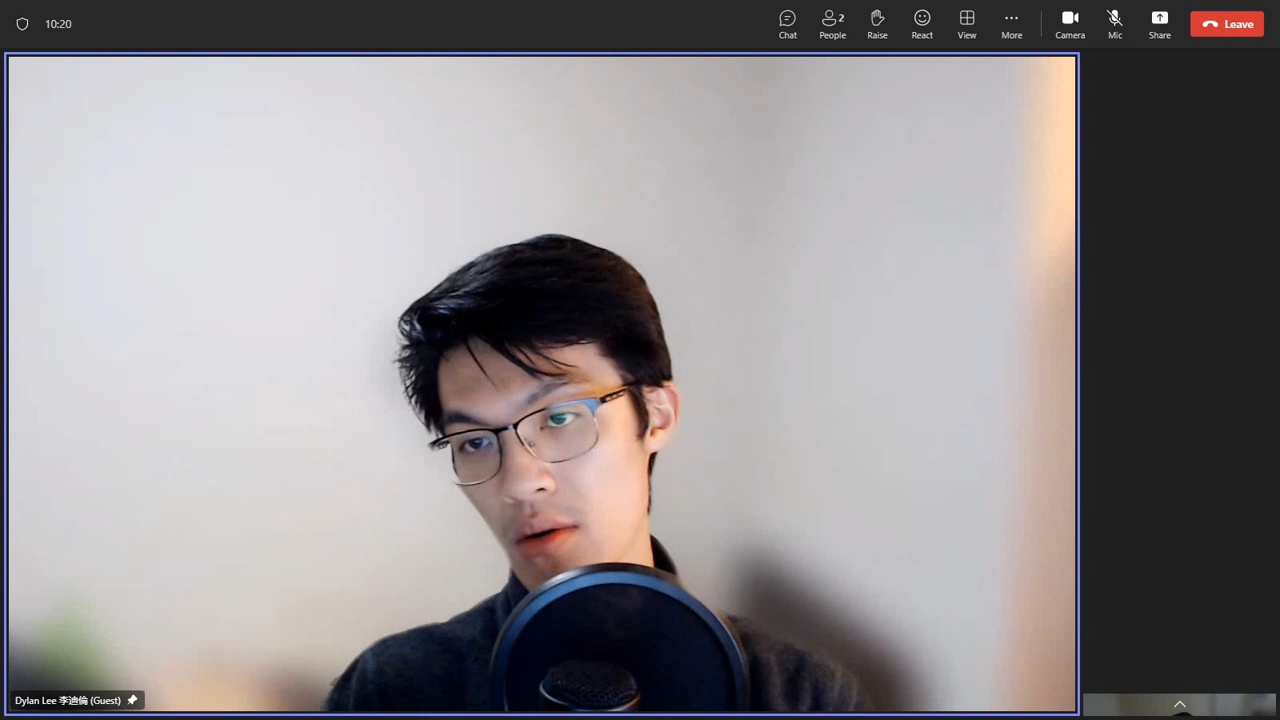 10:20
Chat
People
2
Raise
React
View
More
Camera
Mic
Share
Leave
Dylan Lee 李迪倫 (Guest)